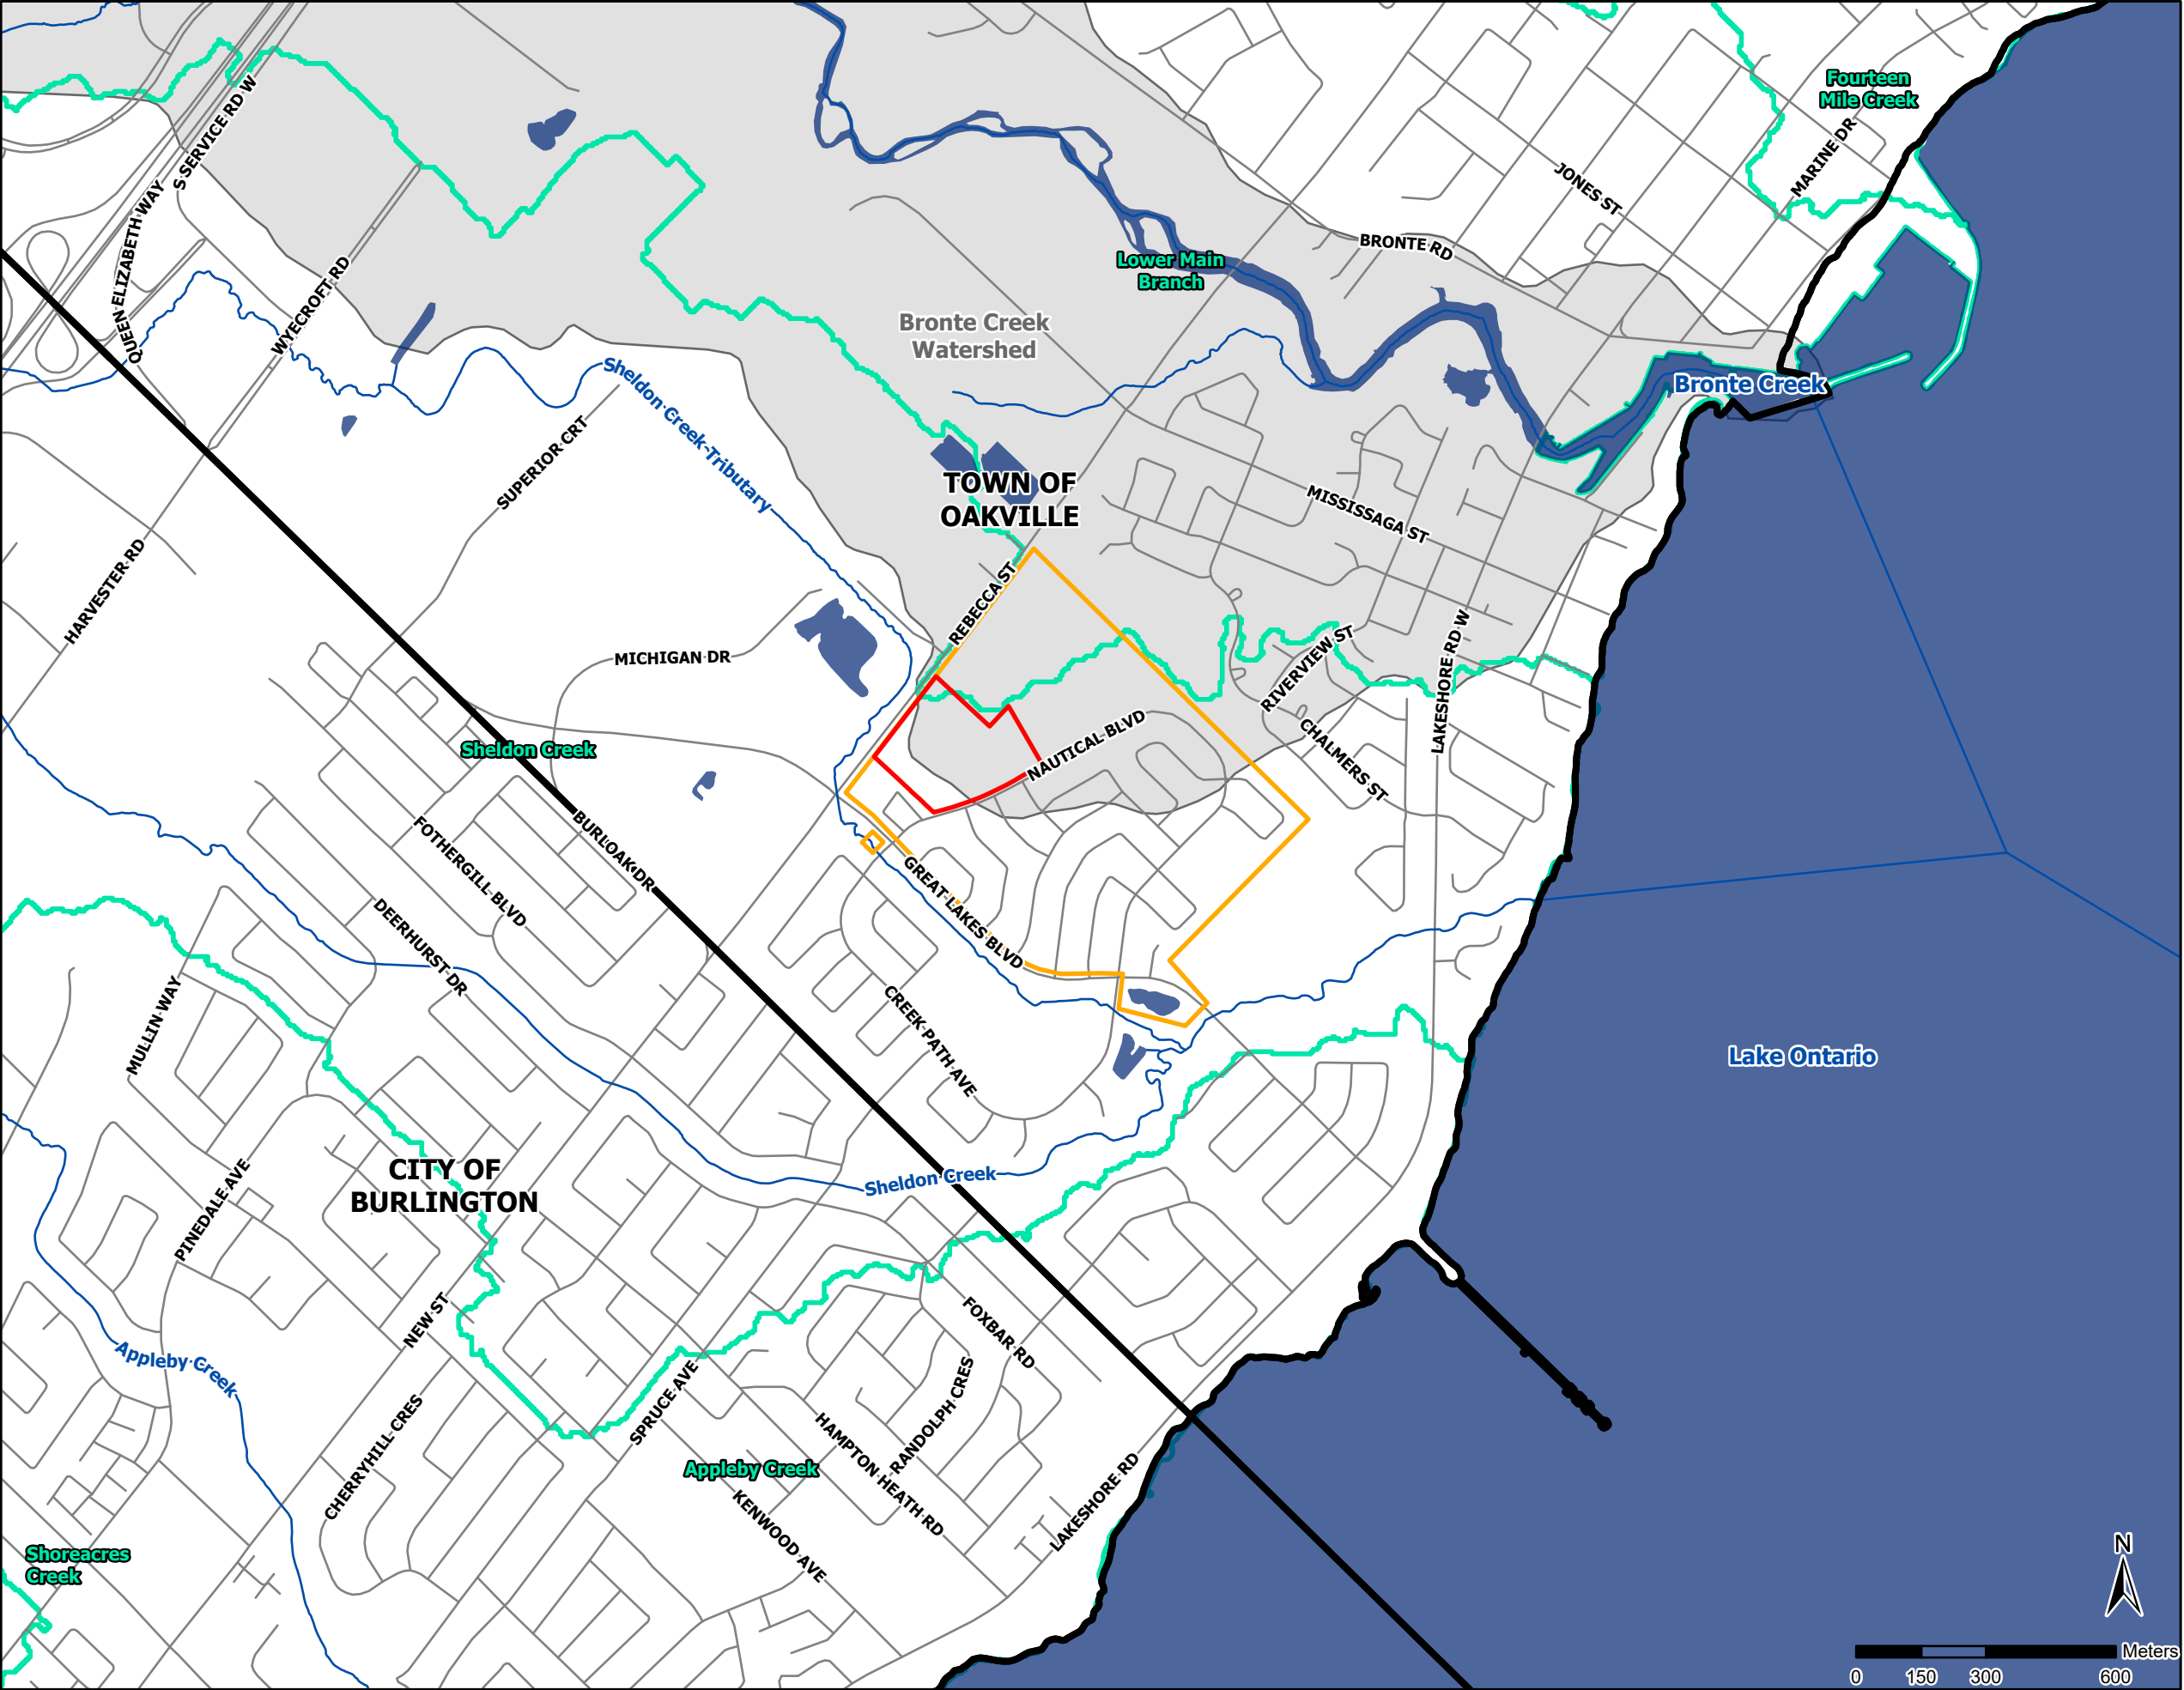 Fourteen
Mile Creek
S SERVICE RD W
MARINE DR
JONES ST
QUEEN ELIZABETH WAY
BRONTE RD
Lower Main
Branch
WYECROFT RD
Bronte Creek
Watershed
Bronte Creek
Sheldon Creek Tributary
SUPERIOR CRT
TOWN OF
OAKVILLE
MISSISSAGA ST
HARVESTER RD
REBECCA ST
MICHIGAN DR
RIVERVIEW ST
LAKESHORE RD W
Sheldon Creek
NAUTICAL BLVD
CHALMERS ST
BURLOAK DR
FOTHERGILL BLVD
GREAT LAKES BLVD
DEERHURST DR
MULLIN WAY
CREEK PATH AVE
Lake Ontario
CITY OF
BURLINGTON
Sheldon Creek
PINEDALE AVE
NEW ST
FOXBAR RD
Appleby Creek
SPRUCE AVE
RANDOLPH CRES
CHERRYHILL CRES
HAMPTON HEATH RD
Appleby Creek
KENWOOD AVE
LAKESHORE RD
Shoreacres
Creek
N
Meters
0 150 300 600